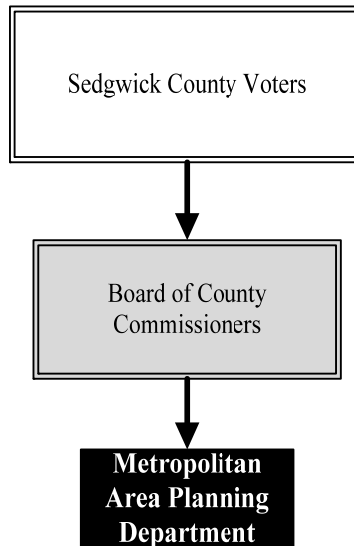 Sedgwick County Voters
Board of County
Commissioners
Metropolitan
Area Planning
Department